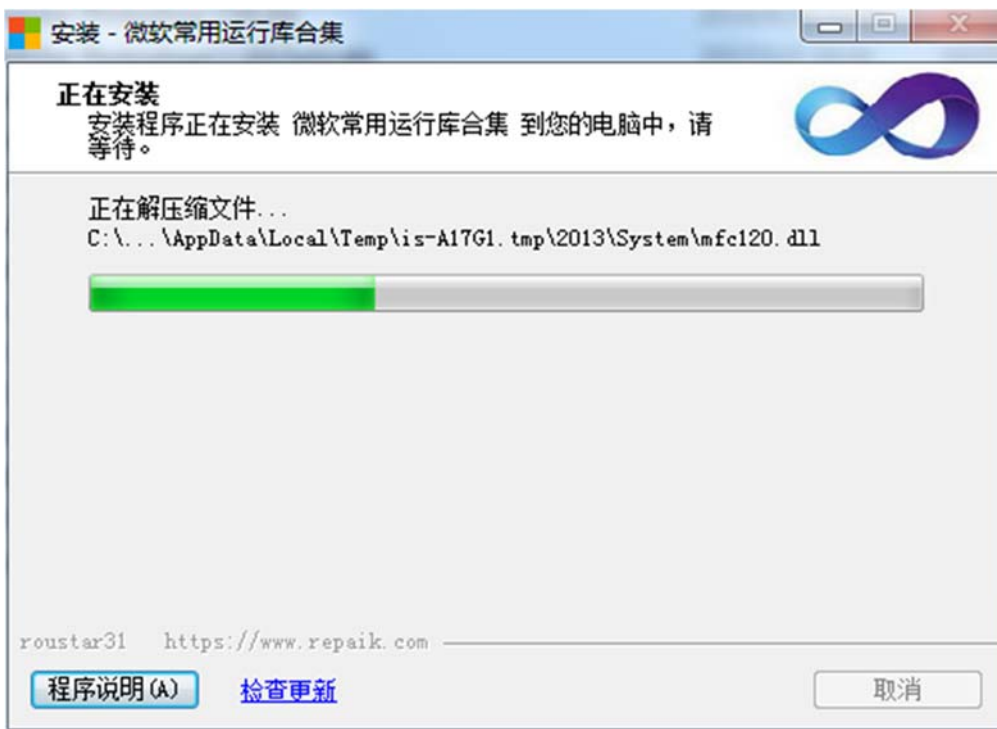 安装 - 微软常用运行库合集
正在安装
安装程序正在安装 微软常用运行库合集 到您的电脑中，请
等待。
正在解压缩文件...
C:\...\AppData\Local\Temp\is-A17G1.tmp\2013\System\mfc120.dll
roustar31 https://www.repaik.com
程序说明(A) 检查更新 取消